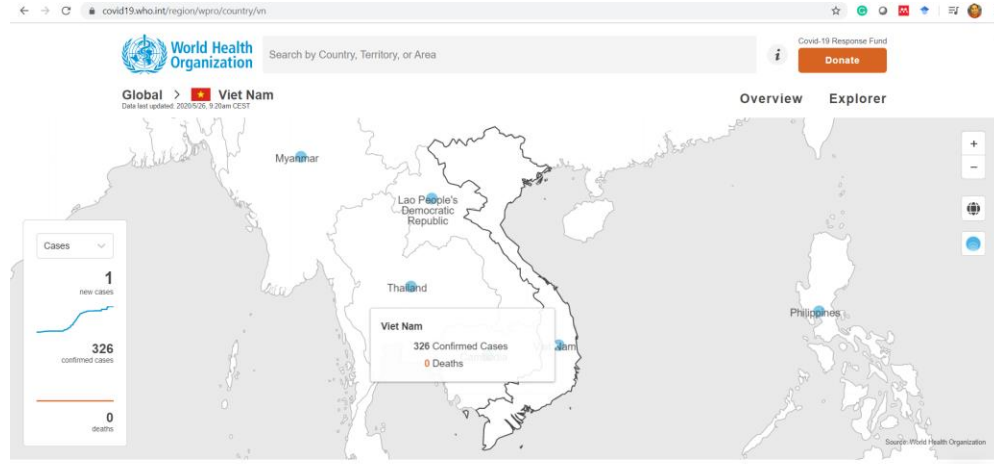 covid19.who.int/region/wpro/country/vn
World Health
Organization
Search by Country, Territory, or Area
i
Covid-19 Response Fund
Donate
Global > Viet Nam
Data last updated: 2020/5/26, 9:20am CEST
Overview Explorer
Myanmar
Lao People's
Democratic
Republic
Thailand
Philippines
Viet Nam
326 Confirmed Cases
0 Deaths
Cases
1
new cases
326
confirmed cases
0
deaths
+
−
Source: World Health Organization